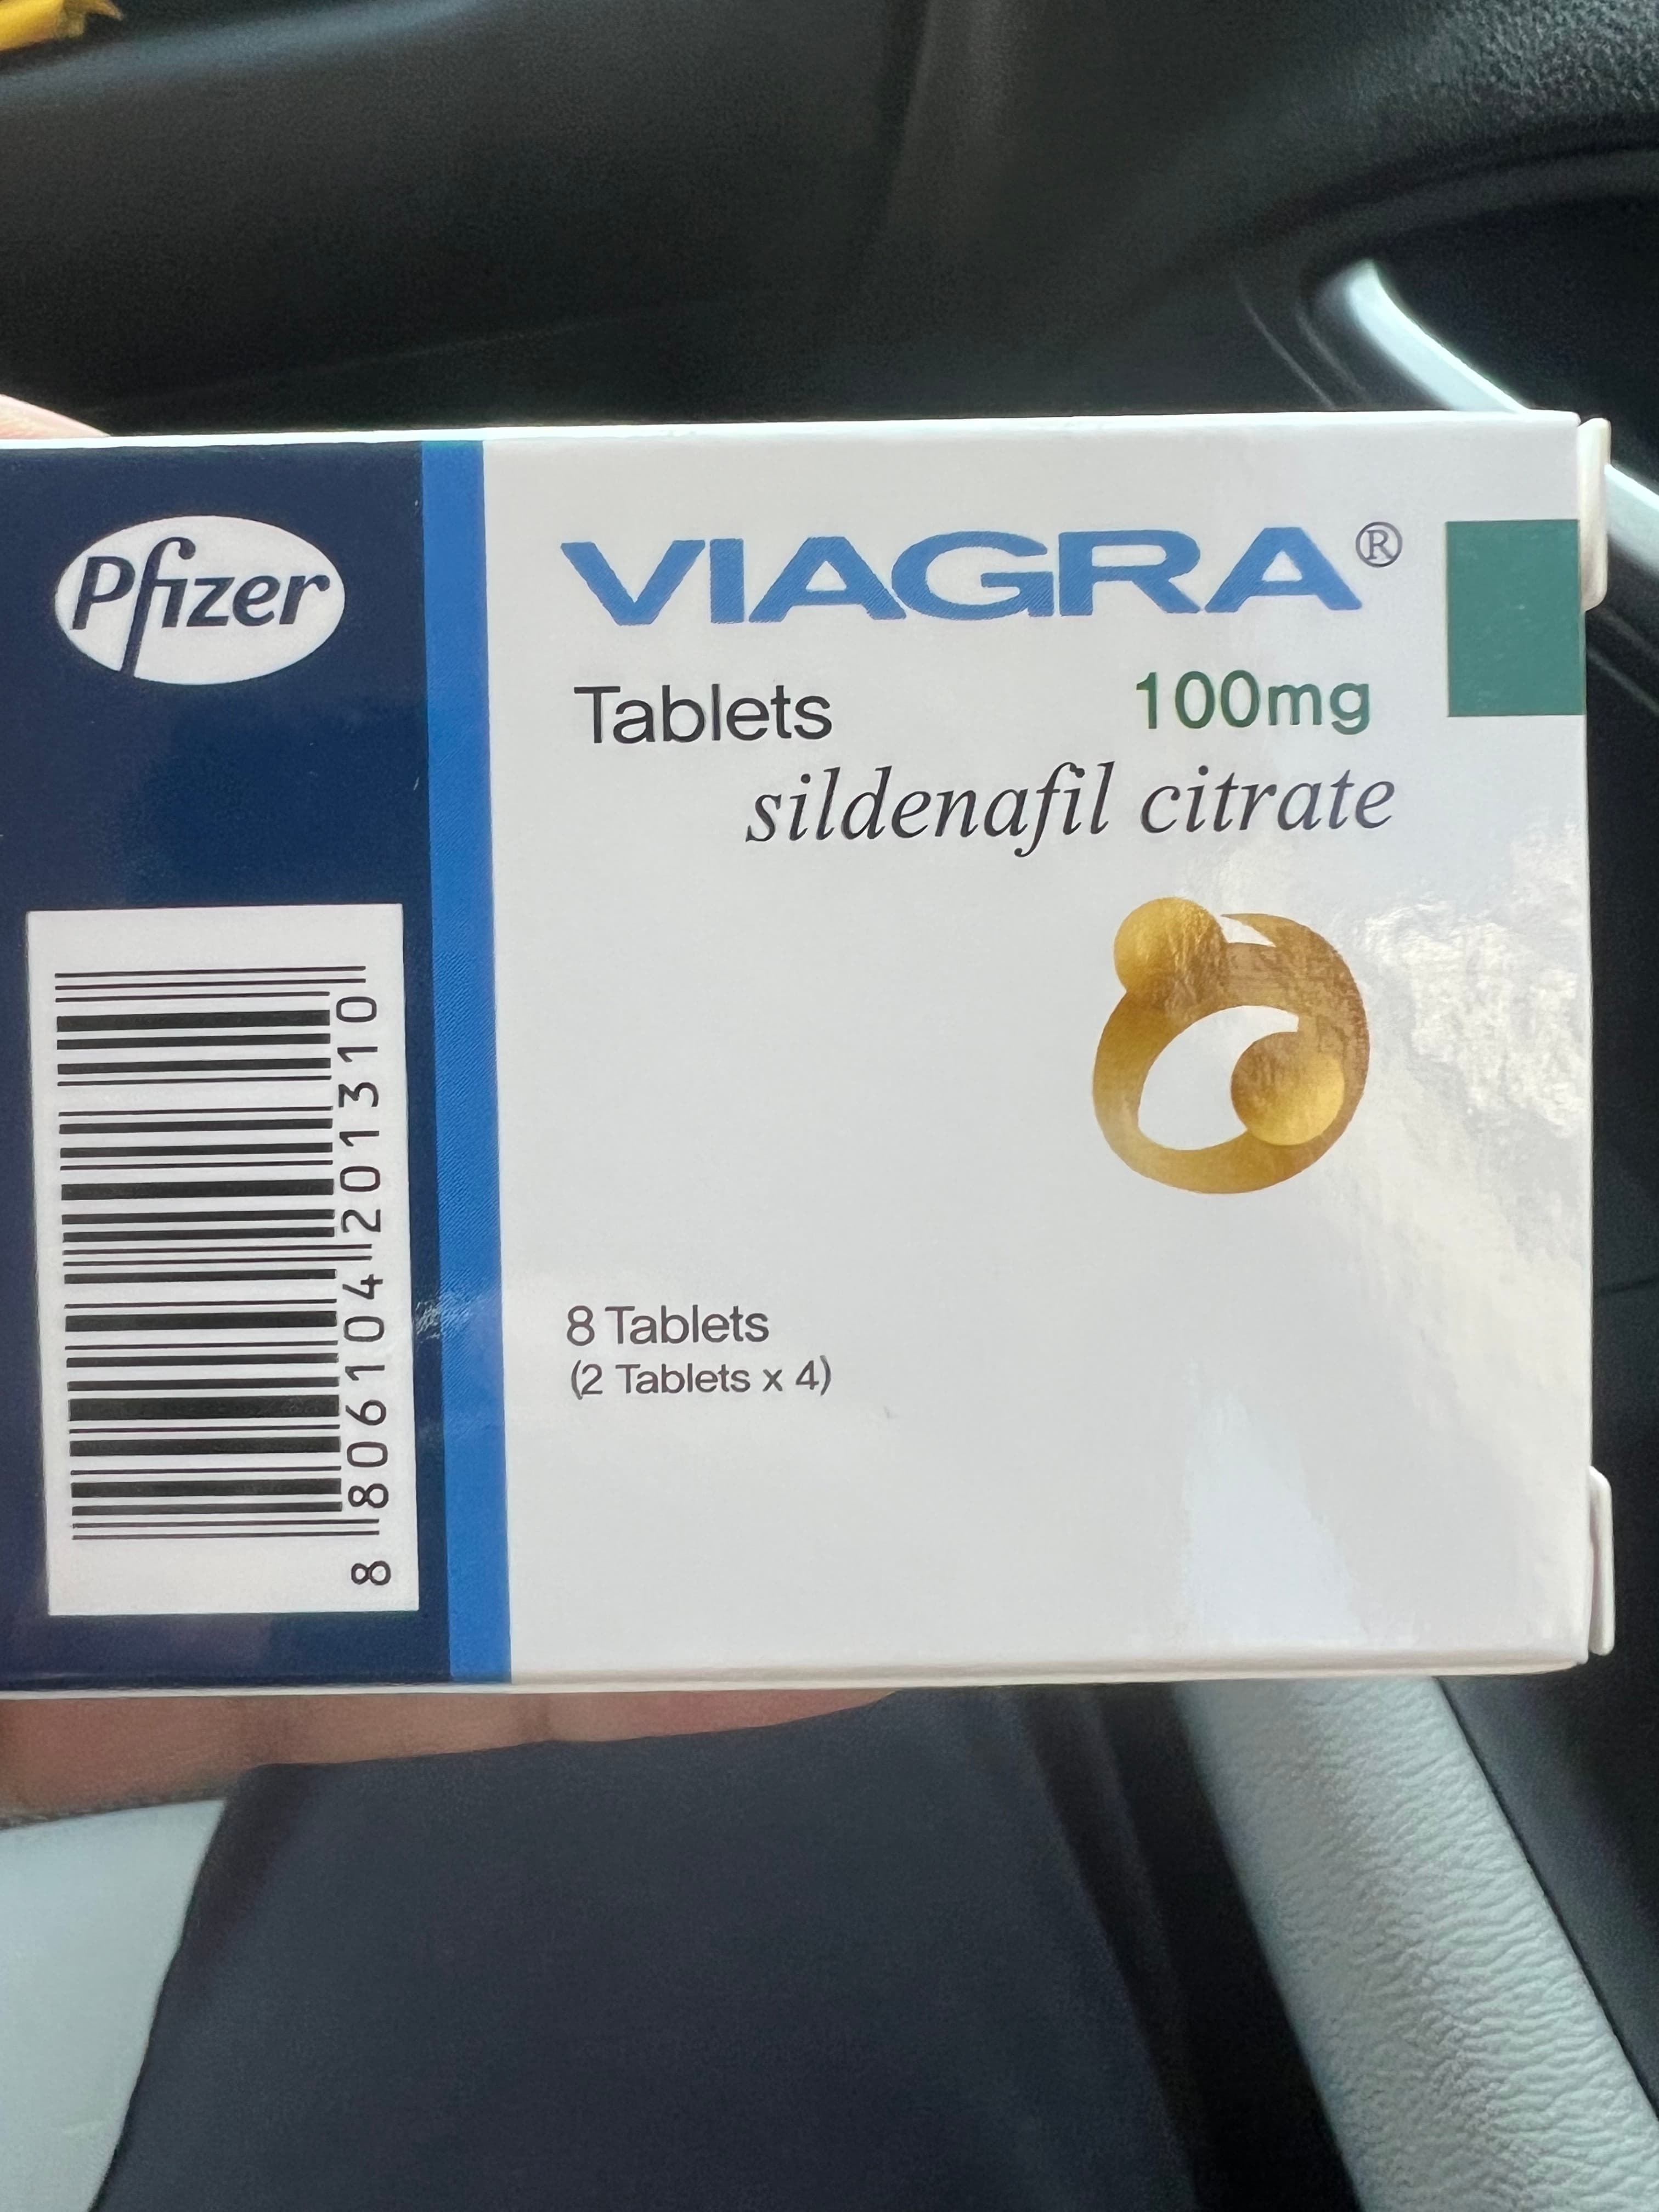 Pfizer
VIAGRA®
Tablets 100mg
sildenafil citrate
8 Tablets
(2 Tablets x 4)
8 806104 201310